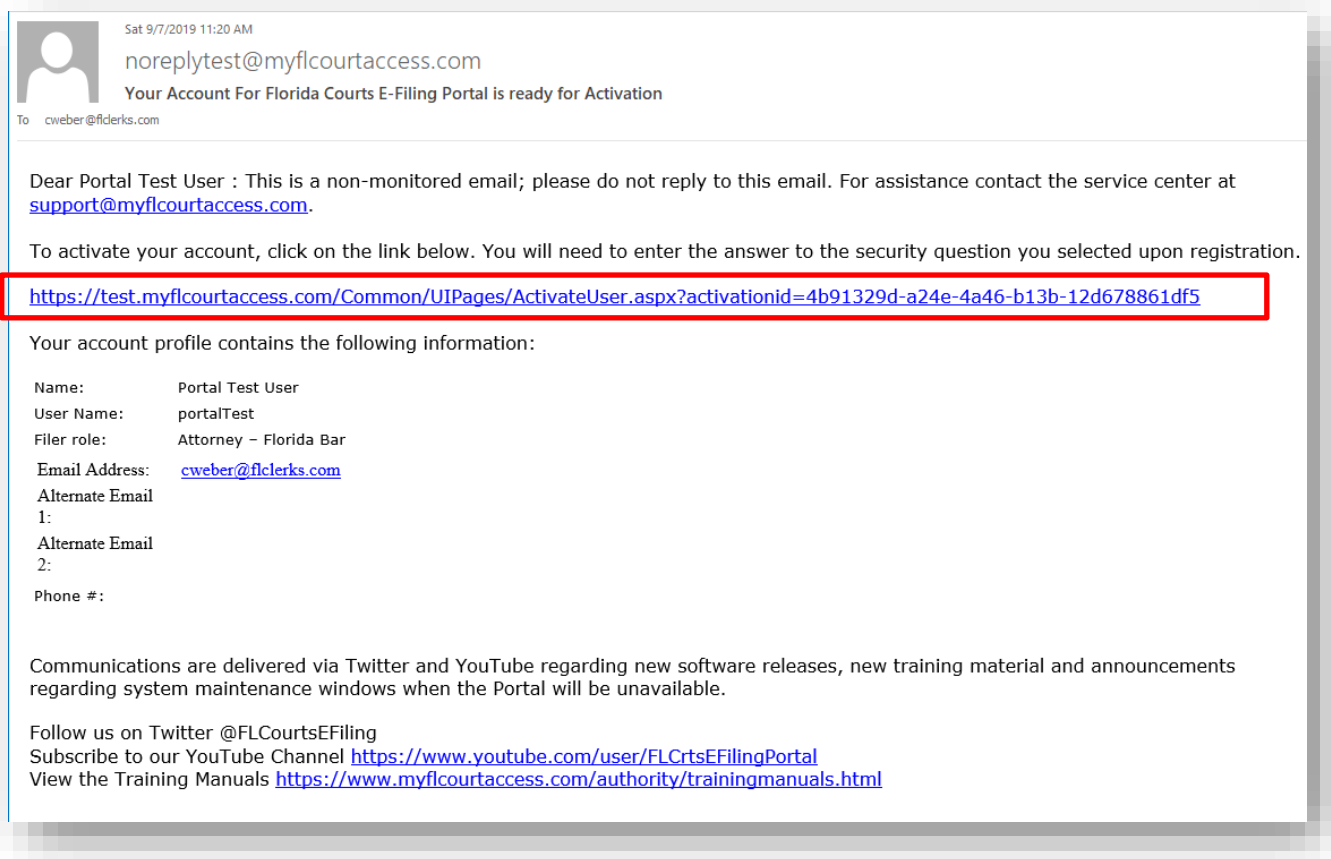 Sat 9/7/2019 11:20 AM
noreplytest@myflcourtaccess.com
Your Account For Florida Courts E-Filing Portal is ready for Activation
To cweber@flclerks.com
Dear Portal Test User : This is a non-monitored email; please do not reply to this email. For assistance contact the service center at
support@myflcourtaccess.com.
To activate your account, click on the link below. You will need to enter the answer to the security question you selected upon registration.
https://test.myflcourtaccess.com/Common/UIPages/ActivateUser.aspx?activationid=4b91329d-a24e-4a46-b13b-12d678861df5
Your account profile contains the following information:
Name: Portal Test User
User Name: portalTest
Filer role: Attorney – Florida Bar
Email Address: cweber@flclerks.com
Alternate Email
1:
Alternate Email
2:
Phone #:
Communications are delivered via Twitter and YouTube regarding new software releases, new training material and announcements
regarding system maintenance windows when the Portal will be unavailable.
Follow us on Twitter @FLCourtsEFiling
Subscribe to our YouTube Channel https://www.youtube.com/user/FLCrtsEFilingPortal
View the Training Manuals https://www.myflcourtaccess.com/authority/trainingmanuals.html